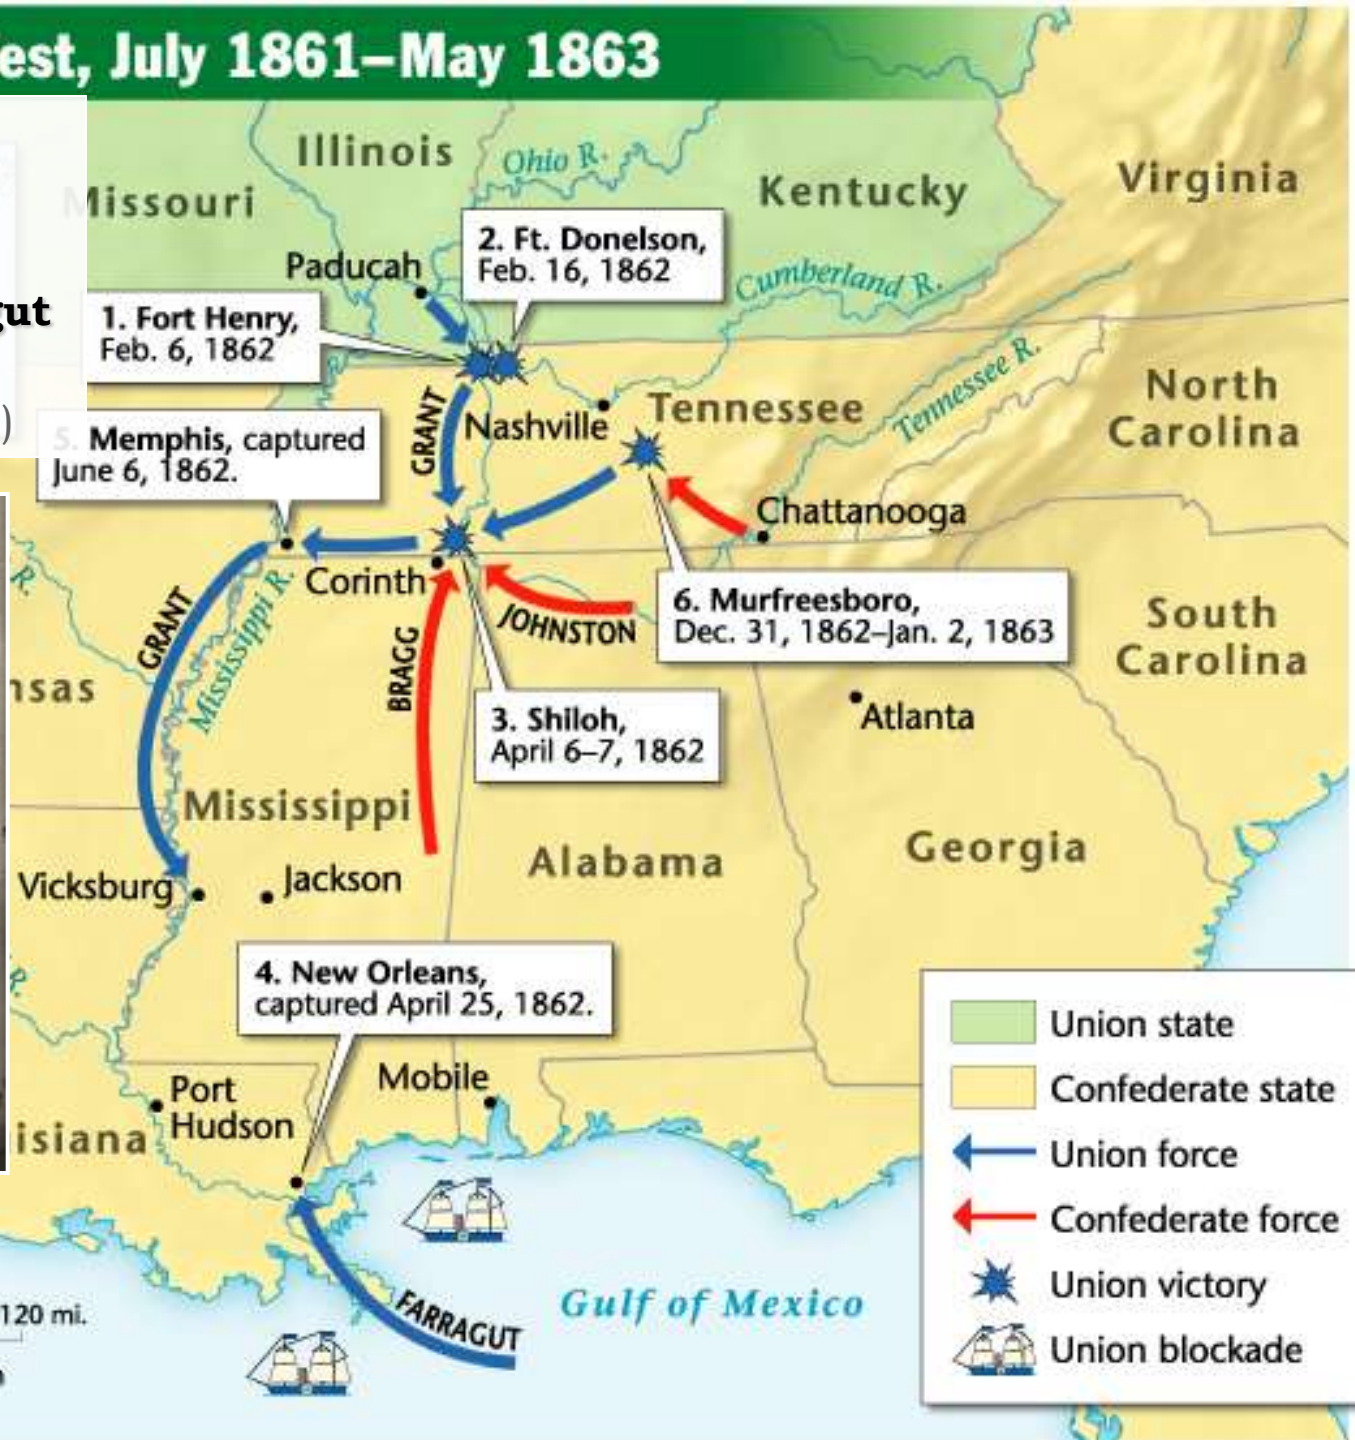 est, July 1861–May 1863
Illinois
Ohio R.
Missouri
Kentucky
Virginia
2. Ft. Donelson,
Feb. 16, 1862
Paducah
Cumberland R.
gut
1. Fort Henry,
Feb. 6, 1862
Tennessee R.
North
Carolina
)
GRANT
Nashville
Tennessee
5. Memphis, captured
June 6, 1862.
Chattanooga
R.
Corinth
GRANT
Mississippi R.
JOHNSTON
6. Murfreesboro,
Dec. 31, 1862–Jan. 2, 1863
South
Carolina
BRAGG
nsas
3. Shiloh,
April 6–7, 1862
Atlanta
Mississippi
Alabama
Georgia
Vicksburg
Jackson
R.
4. New Orleans,
captured April 25, 1862.
Union state
Port
Hudson
Mobile
Confederate state
isiana
Union force
Confederate force
Union victory
Gulf of Mexico
FARRAGUT
120 mi.
Union blockade